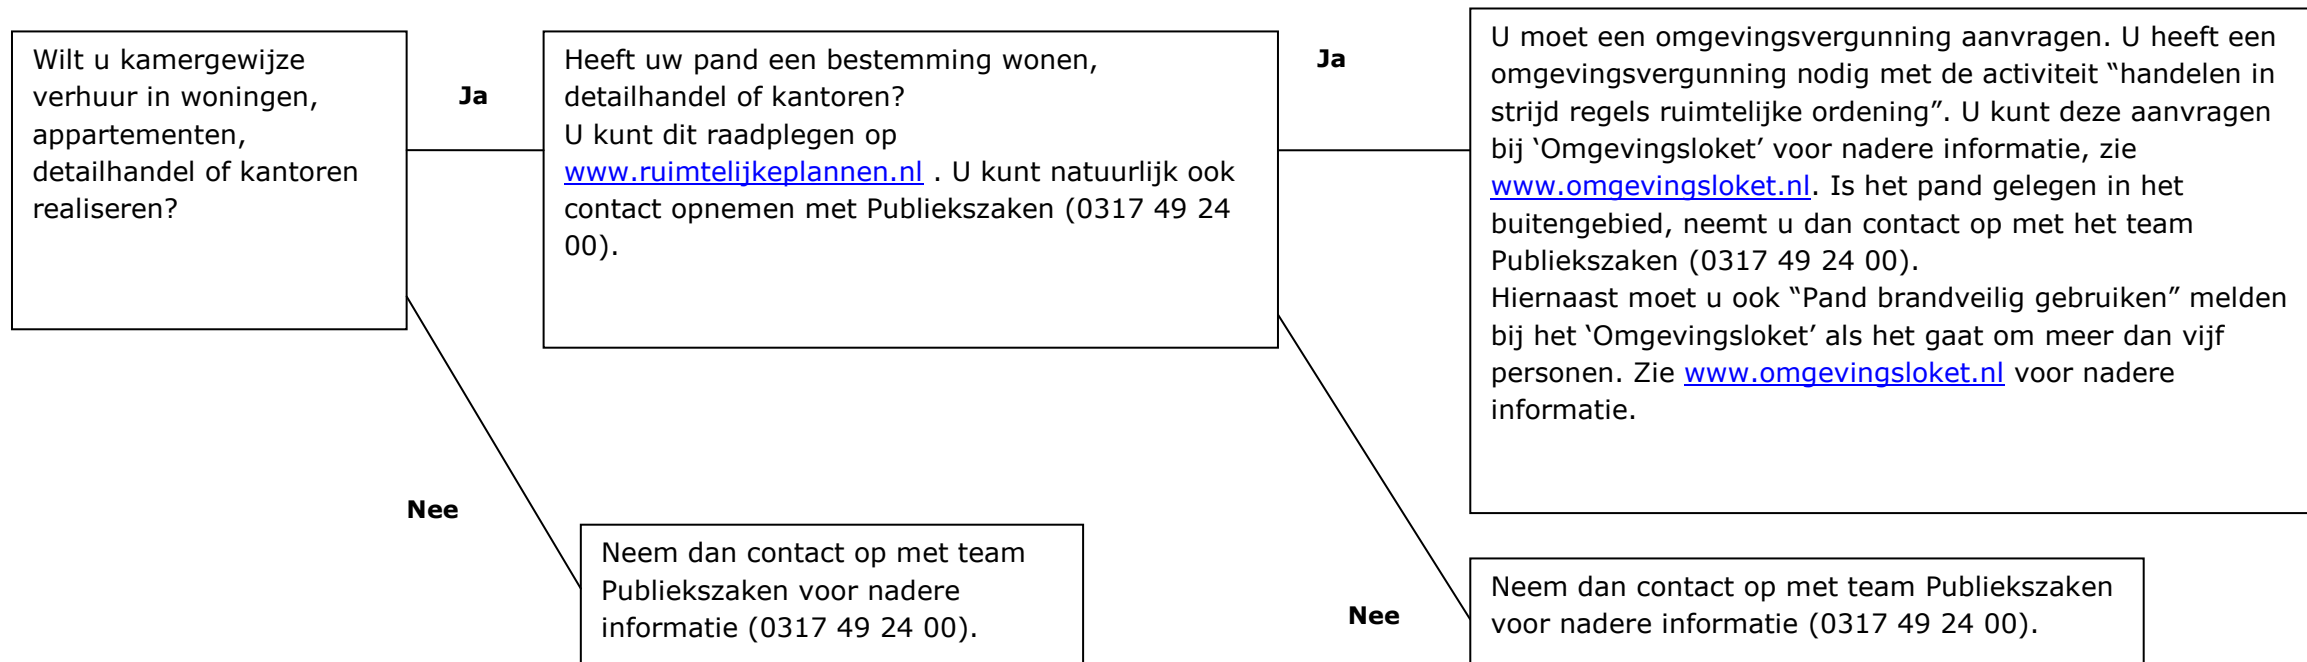 Wilt u kamergewijze
verhuur in woningen,
appartementen,
detailhandel of kantoren
realiseren?
Ja
Heeft uw pand een bestemming wonen,
detailhandel of kantoren?
U kunt dit raadplegen op
www.ruimtelijkeplannen.nl . U kunt natuurlijk ook
contact opnemen met Publiekszaken (0317 49 24
00).
Ja
U moet een omgevingsvergunning aanvragen. U heeft een
omgevingsvergunning nodig met de activiteit “handelen in
strijd regels ruimtelijke ordening”. U kunt deze aanvragen
bij ‘Omgevingsloket’ voor nadere informatie, zie
www.omgevingsloket.nl. Is het pand gelegen in het
buitengebied, neemt u dan contact op met het team
Publiekszaken (0317 49 24 00).
Hiernaast moet u ook “Pand brandveilig gebruiken” melden
bij het ‘Omgevingsloket’ als het gaat om meer dan vijf
personen. Zie www.omgevingsloket.nl voor nadere
informatie.
Nee
Neem dan contact op met team
Publiekszaken voor nadere
informatie (0317 49 24 00).
Nee
Neem dan contact op met team Publiekszaken
voor nadere informatie (0317 49 24 00).